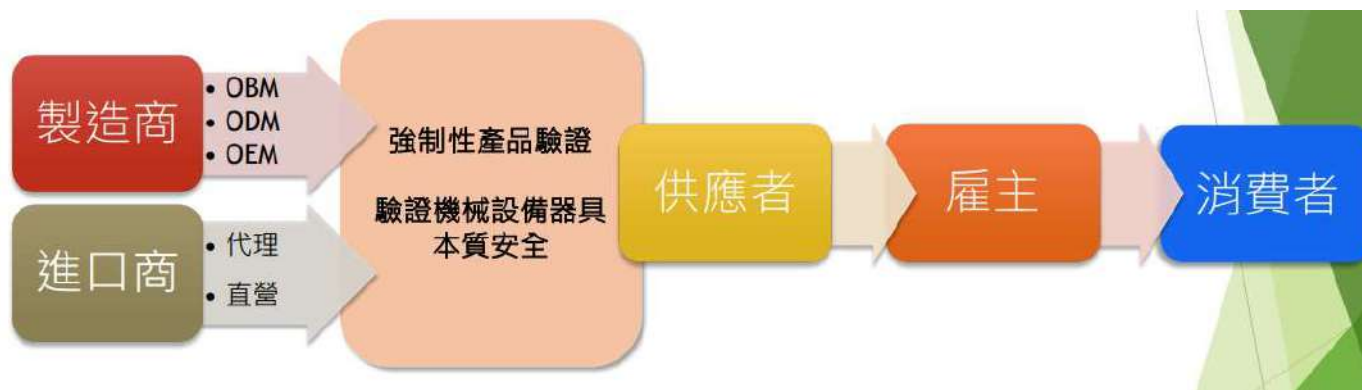 製造商
• OBM
• ODM
• OEM
進口商
• 代理
• 直營
強制性產品驗證
驗證機械設備器具
本質安全
供應者
雇主
消費者